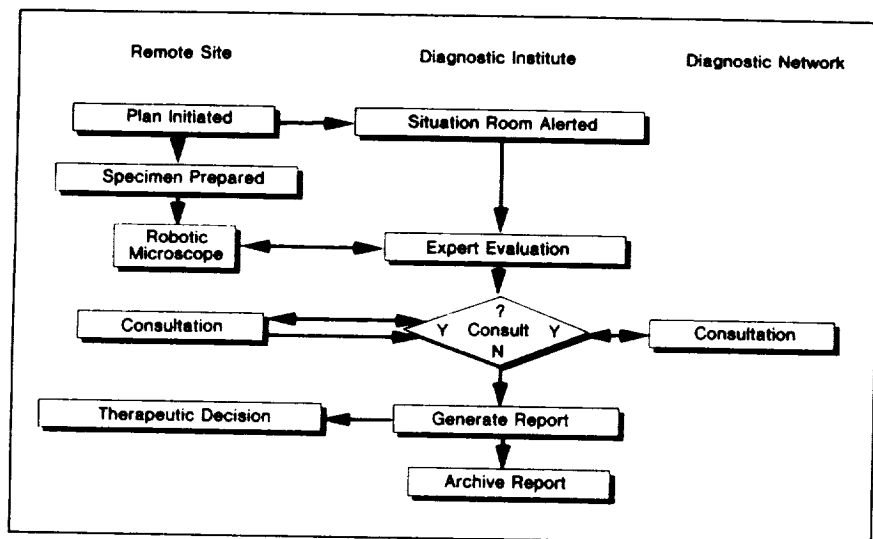 Remote Site
Diagnostic Institute
Diagnostic Network
Plan Initiated
Situation Room Alerted
Specimen Prepared
Robotic
Microscope
Expert Evaluation
Consultation
?
Y Consult Y
N
Consultation
Therapeutic Decision
Generate Report
Archive Report